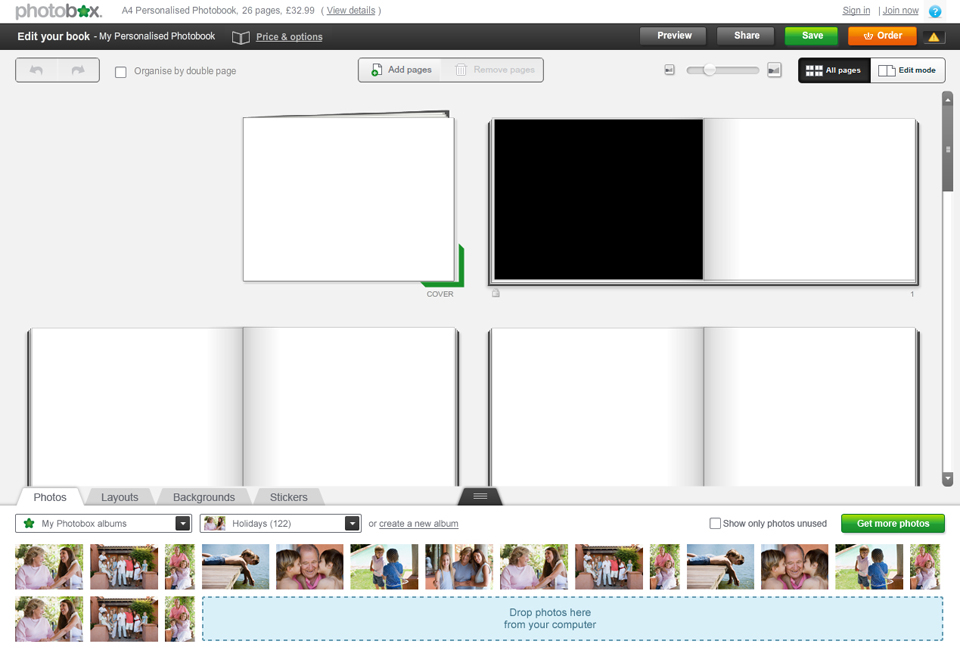 photobox.
A4 Personalised Photobook, 26 pages, £32.99 ( View details )
Sign in | Join now ?
Edit your book - My Personalised Photobook
Price & options
Preview
Share
Save
Order
Organise by double page
Add pages
Remove pages
All pages
Edit mode
COVER
1
Photos
Layouts
Backgrounds
Stickers
My Photobox albums
Holidays (122)
or create a new album
Show only photos unused
Get more photos
Drop photos here
from your computer